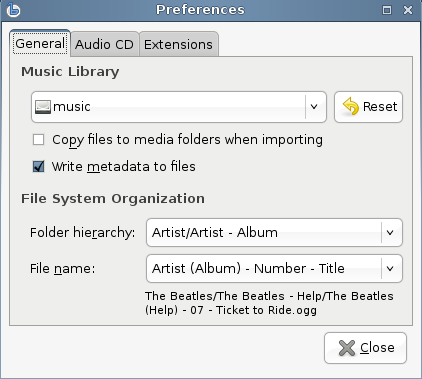 Preferences
General Audio CD Extensions
Music Library
music Reset
Copy files to media folders when importing
Write metadata to files
File System Organization
Folder hierarchy: Artist/Artist - Album
File name: Artist (Album) - Number - Title
The Beatles/The Beatles - Help/The Beatles
(Help) - 07 - Ticket to Ride.ogg
Close